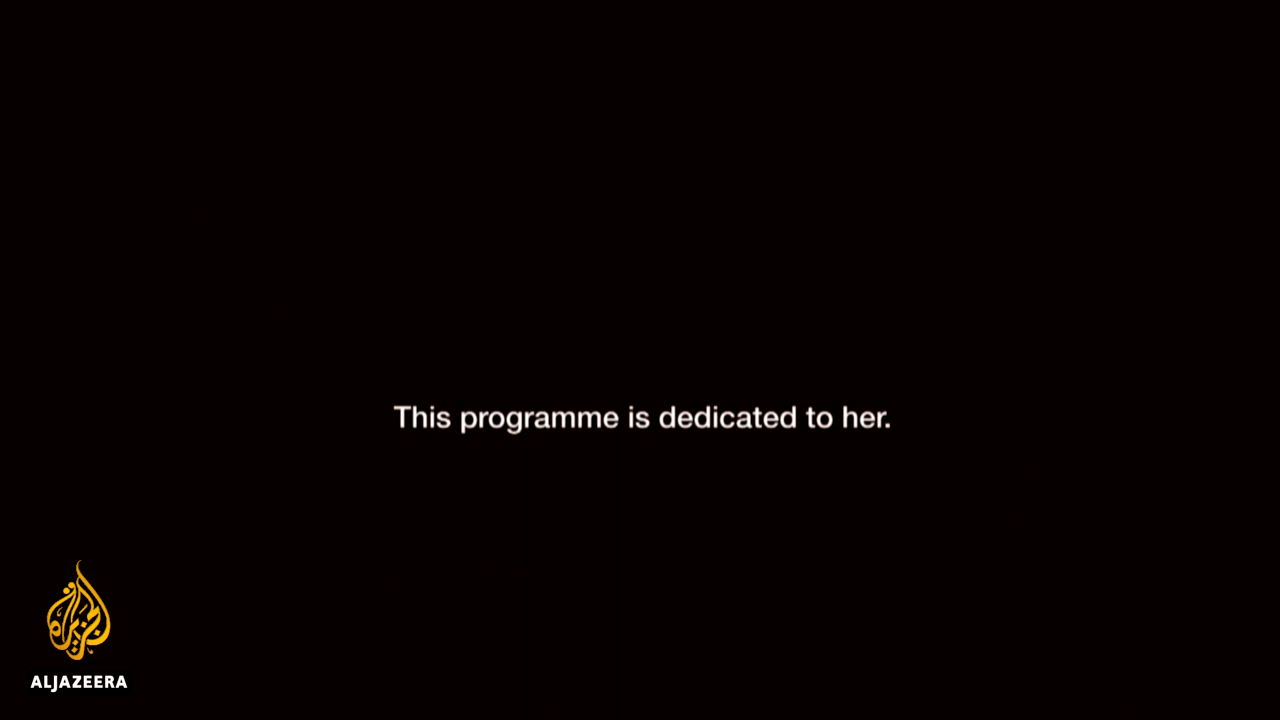 This programme is dedicated to her.
الجزيرة
ALJAZEERA